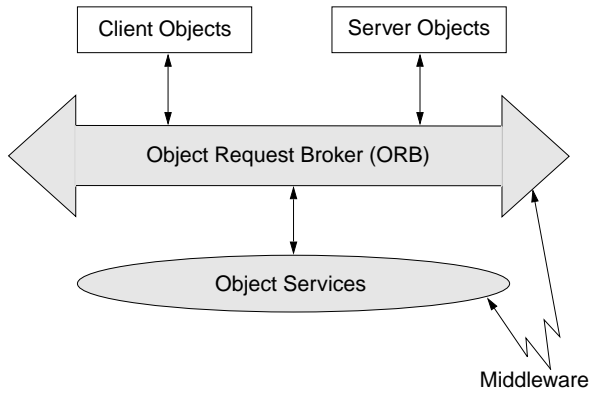 Client Objects
Server Objects
Object Request Broker (ORB)
Object Services
Middleware